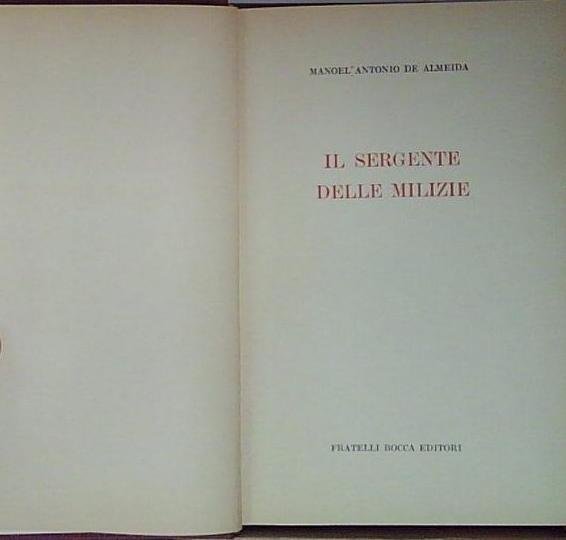 MANOEL ANTONIO DE ALMEIDA
IL SERGENTE
DELLE MILIZIE
FRATELLI BOCCA EDITORI